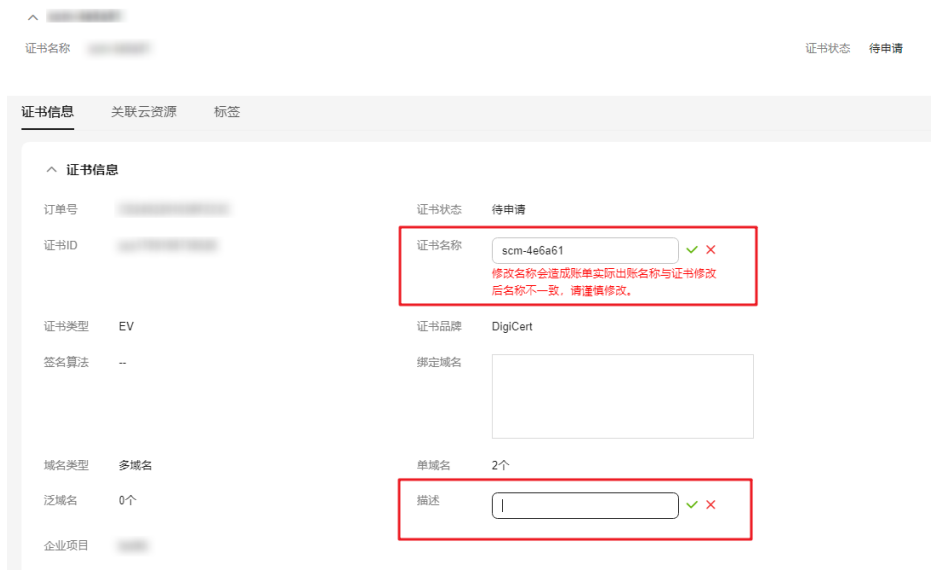 证书名称
证书状态 待申请
证书信息 关联云资源 标签
证书信息
订单号
证书状态 待申请
证书ID
证书名称 scm-4e6a61
修改名称会造成账单实际出账名称与证书修改
后名称不一致，请谨慎修改。
证书类型 EV
证书品牌 DigiCert
签名算法 --
绑定域名
域名类型 多域名
单域名 2个
泛域名 0个
描述
企业项目